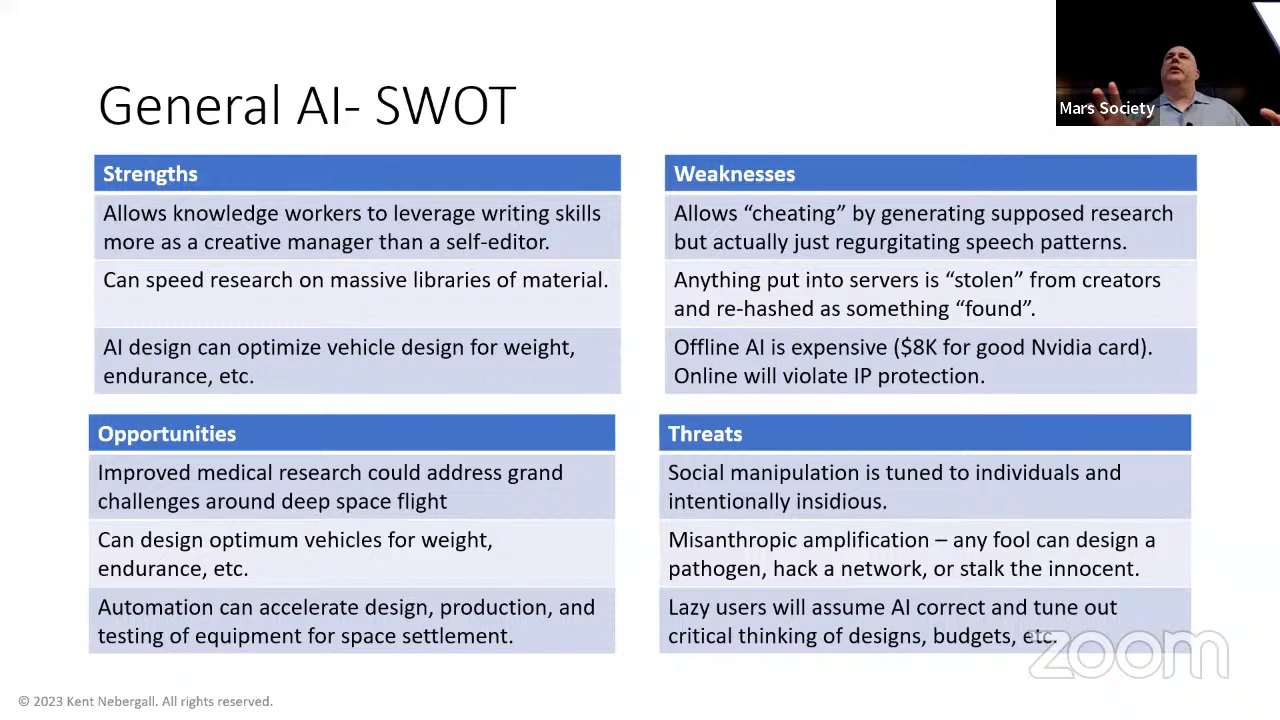 General AI- SWOT
Mars Society
Strengths
Allows knowledge workers to leverage writing skills
more as a creative manager than a self-editor.
Can speed research on massive libraries of material.
AI design can optimize vehicle design for weight,
endurance, etc.
Weaknesses
Allows “cheating” by generating supposed research
but actually just regurgitating speech patterns.
Anything put into servers is “stolen” from creators
and re-hashed as something “found”.
Offline AI is expensive ($8K for good Nvidia card).
Online will violate IP protection.
Opportunities
Improved medical research could address grand
challenges around deep space flight
Can design optimum vehicles for weight,
endurance, etc.
Automation can accelerate design, production, and
testing of equipment for space settlement.
Threats
Social manipulation is tuned to individuals and
intentionally insidious.
Misanthropic amplification – any fool can design a
pathogen, hack a network, or stalk the innocent.
Lazy users will assume AI correct and tune out
critical thinking of designs, budgets, etc.
zoom
© 2023 Kent Nebergall. All rights reserved.